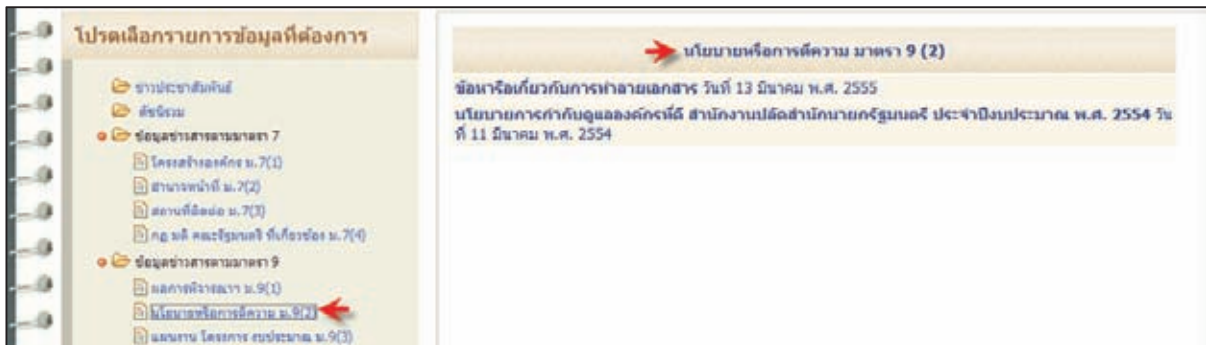 โปรดเลือกรายการข้อมูลที่ต้องการ
ข่าวประชาสัมพันธ์
ดัชนีรวม
ข้อมูลข่าวสารตามมาตรา 7
โครงสร้างองค์กร ม.7(1)
อำนาจหน้าที่ ม.7(2)
สถานที่ติดต่อ ม.7(3)
กฎ มติ คณะรัฐมนตรี ที่เกี่ยวข้อง ม.7(4)
ข้อมูลข่าวสารตามมาตรา 9
ผลการพิจารณาฯ ม.9(1)
นโยบายหรือการตีความ ม.9(2)
แผนงาน โครงการ งบประมาณ ม.9(3)
นโยบายหรือการตีความ มาตรา 9 (2)
ข้อหารือเกี่ยวกับการทำลายเอกสาร วันที่ 13 มีนาคม พ.ศ. 2555
นโยบายการกำกับดูแลองค์กรที่ดี สำนักงานปลัดสำนักนายกรัฐมนตรี ประจำปีงบประมาณ พ.ศ. 2554 วัน
ที่ 11 มีนาคม พ.ศ. 2554